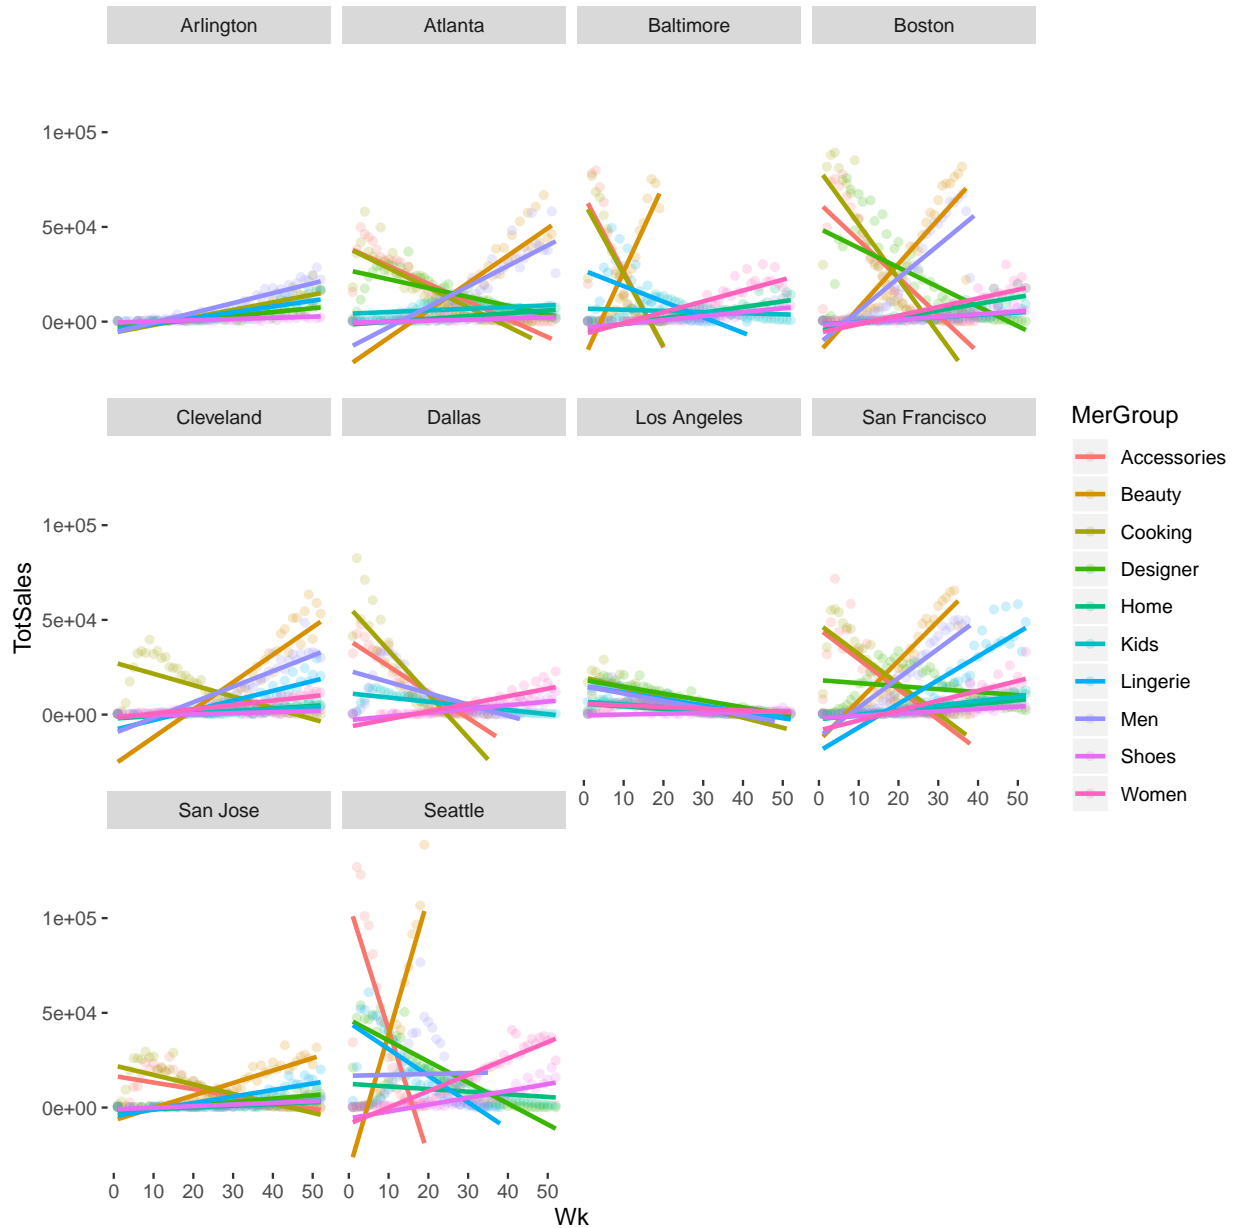 Arlington Atlanta Baltimore Boston
1e+05
5e+04
0e+00
Cleveland Dallas Los Angeles San Francisco
1e+05
5e+04
0e+00
0 10 20 30 40 50 0 10 20 30 40 50
San Jose Seattle
1e+05
5e+04
0e+00
0 10 20 30 40 50 0 10 20 30 40 50
Wk
TotSales
MerGroup
Accessories
Beauty
Cooking
Designer
Home
Kids
Lingerie
Men
Shoes
Women